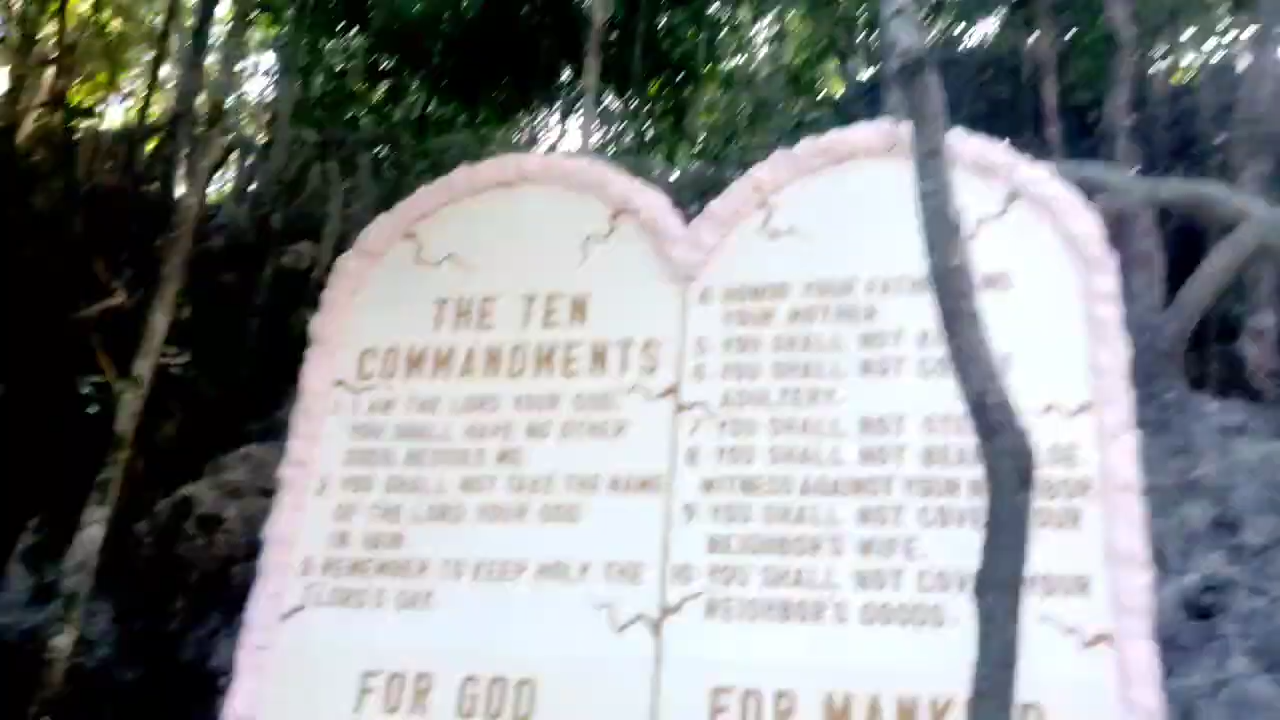 THE TEN
COMMANDMENTS
1 I AM THE LORD YOUR GOD
YOU SHALL HAVE NO OTHER
GODS BESIDES ME
2 YOU SHALL NOT TAKE THE NAME
OF THE LORD YOUR GOD
IN VAIN
3 REMEMBER TO KEEP HOLY THE
LORD'S DAY
FOR GOD
4 HONOR YOUR FATHER AND
YOUR MOTHER
5 YOU SHALL NOT
6 YOU SHALL NOT
ADULTERY.
7 YOU SHALL NOT
8 YOU SHALL NOT BEAR
WITNESS AGAINST YOUR NEIGHBOR
9 YOU SHALL NOT COVET YOUR
NEIGHBOR'S WIFE.
10 YOU SHALL NOT COVET YOUR
NEIGHBOR'S GOODS.
FOR MANKIND